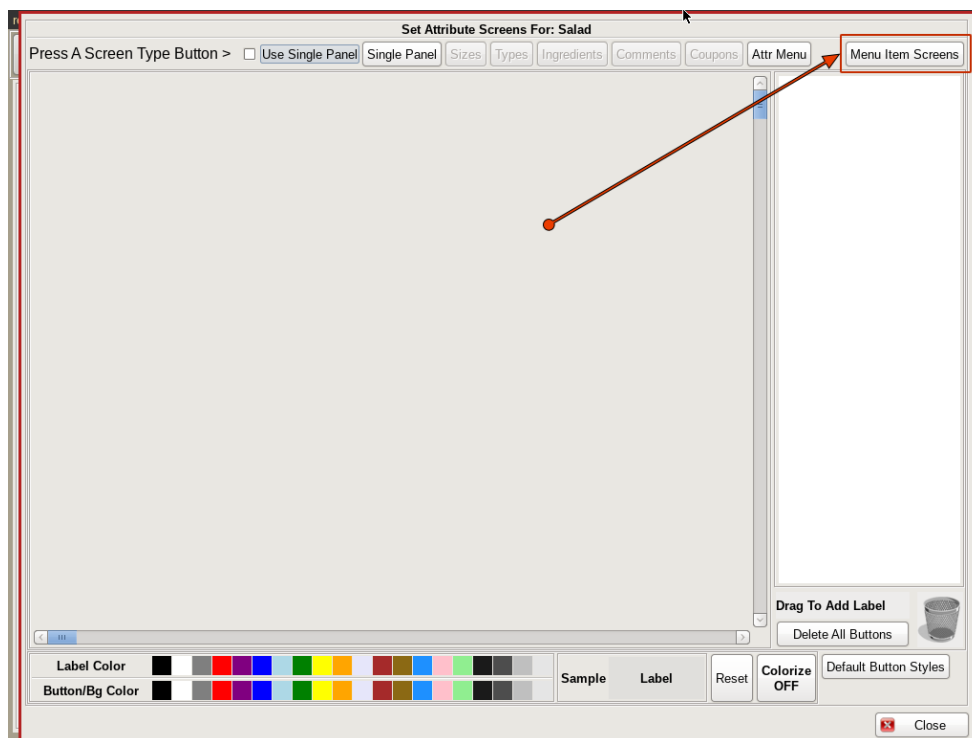 Set Attribute Screens For: Salad
Press A Screen Type Button > Use Single Panel Single Panel Sizes Types Ingredients Comments Coupons Attr Menu Menu Item Screens
Drag To Add Label
Delete All Buttons
Label Color
Button/Bg Color
Sample Label
Reset
Colorize
OFF
Default Button Styles
Close